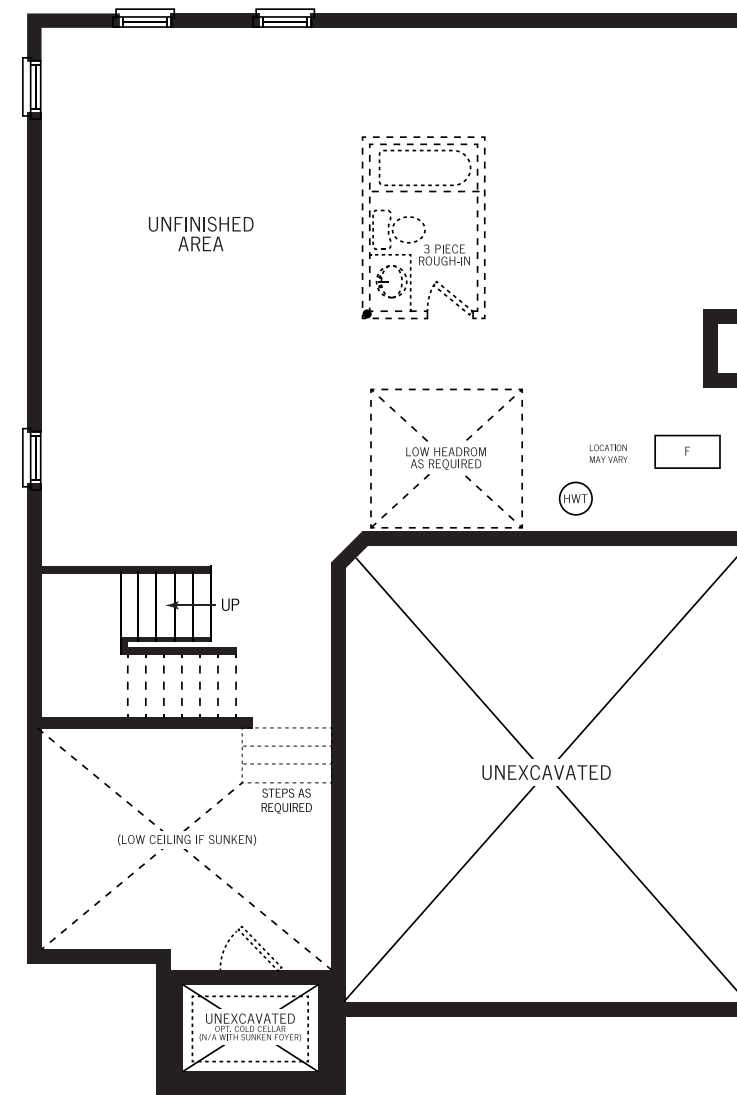 UNFINISHED
AREA
3 PIECE
ROUGH-IN
LOW HEADROM
AS REQUIRED
LOCATION
MAY VARY
F
HWT
UP
UNEXCAVATED
STEPS AS
REQUIRED
(LOW CEILING IF SUNKEN)
UNEXCAVATED
OPT. COLD CELLAR
(N/A WITH SUNKEN FOYER)